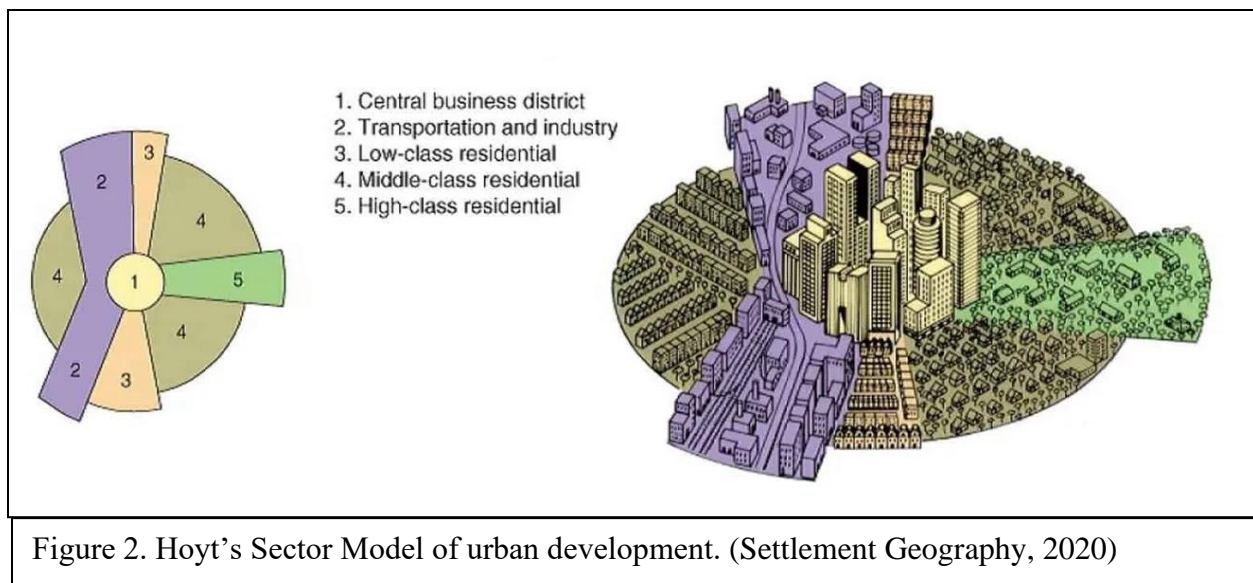 1. Central business district
2. Transportation and industry
3. Low-class residential
4. Middle-class residential
5. High-class residential
2
3
4
4
1
5
4
2
3
Figure 2. Hoyt’s Sector Model of urban development. (Settlement Geography, 2020)